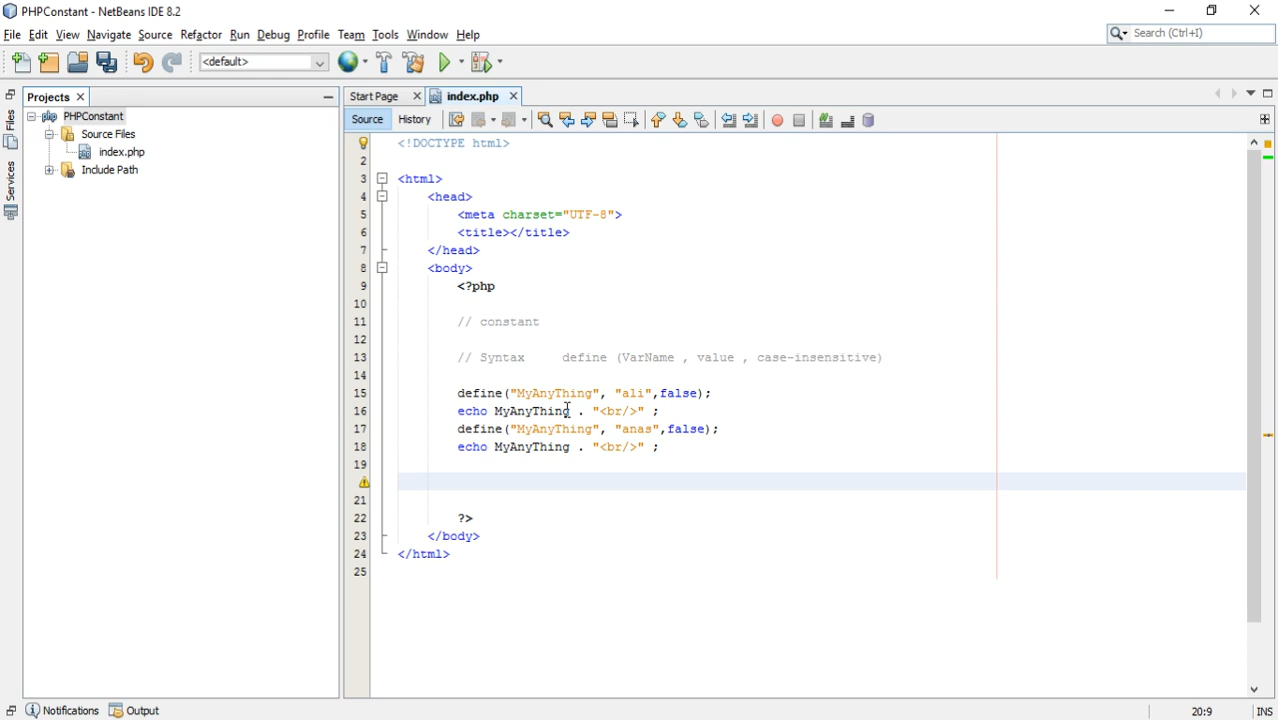 PHPConstant - NetBeans IDE 8.2
File Edit View Navigate Source Refactor Run Debug Profile Team Tools Window Help
Search (Ctrl+I)
<default>
Files
Services
Projects
PHPConstant
Source Files
index.php
Include Path
Start Page index.php
Source History
<!DOCTYPE html>
2
3 <html>
4 <head>
5 <meta charset="UTF-8">
6 <title></title>
7 </head>
8 <body>
9 <?php
10
11 // constant
12
13 // Syntax define (VarName , value , case-insensitive)
14
15 define("MyAnyThing", "ali",false);
16 echo MyAnyThing . "<br/>" ;
17 define("MyAnyThing", "anas",false);
18 echo MyAnyThing . "<br/>" ;
19
21
22 ?>
23 </body>
24 </html>
25
Notifications Output
20:9 INS